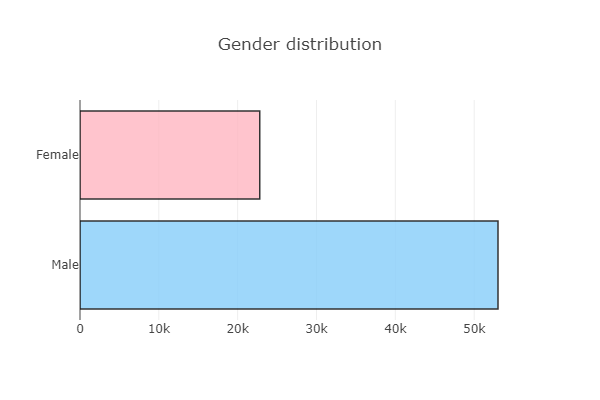 Gender distribution
Female
Male
0 10k 20k 30k 40k 50k